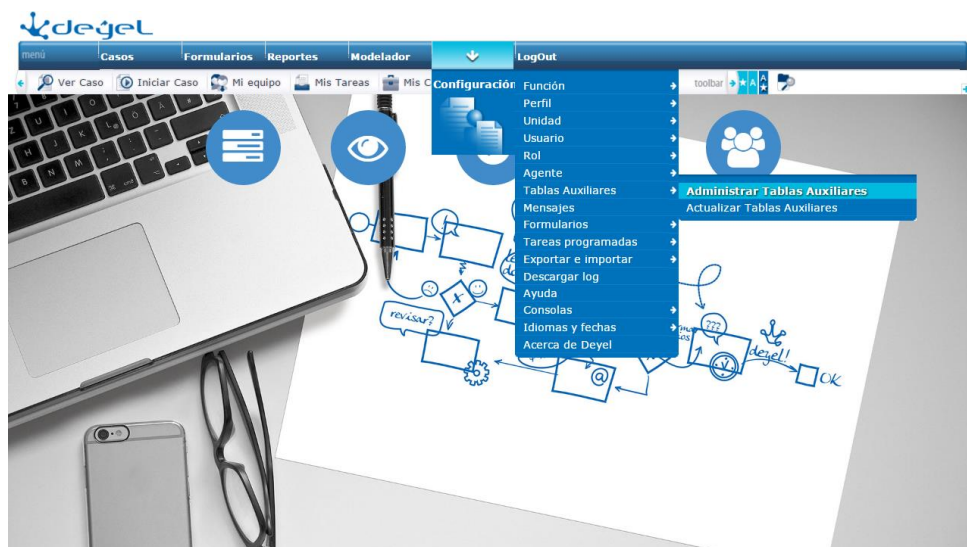 deyel
menú Casos Formularios Reportes Modelador LogOut
Ver Caso Iniciar Caso Mi equipo Mis Tareas Mis C Configuración toolbar
Función
Perfil
Unidad
Usuario
Rol
Agente
Tablas Auxiliares
Administrar Tablas Auxiliares
Actualizar Tablas Auxiliares
Mensajes
Formularios
Tareas programadas
Exportar e importar
Descargar log
Ayuda
Consolas
Idiomas y fechas
Acerca de Deyel
revisar?
???
deyel!
OK
@